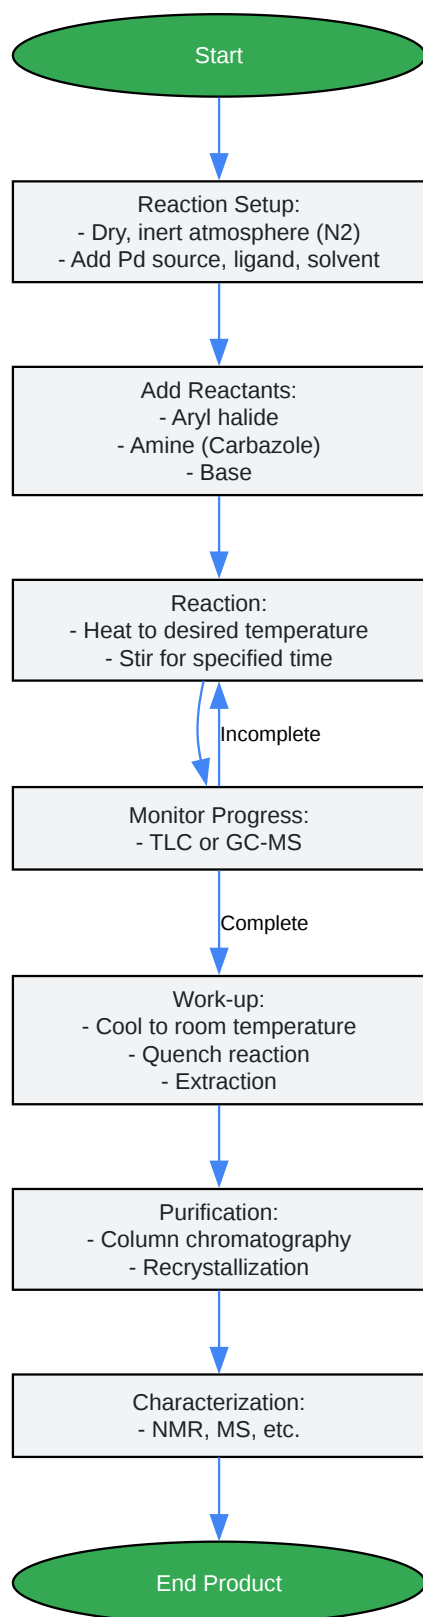 Start
Reaction Setup:
- Dry, inert atmosphere (N2)
- Add Pd source, ligand, solvent
Add Reactants:
- Aryl halide
- Amine (Carbazole)
- Base
Reaction:
- Heat to desired temperature
- Stir for specified time
Incomplete
Monitor Progress:
- TLC or GC-MS
Complete
Work-up:
- Cool to room temperature
- Quench reaction
- Extraction
Purification:
- Column chromatography
- Recrystallization
Characterization:
- NMR, MS, etc.
End Product